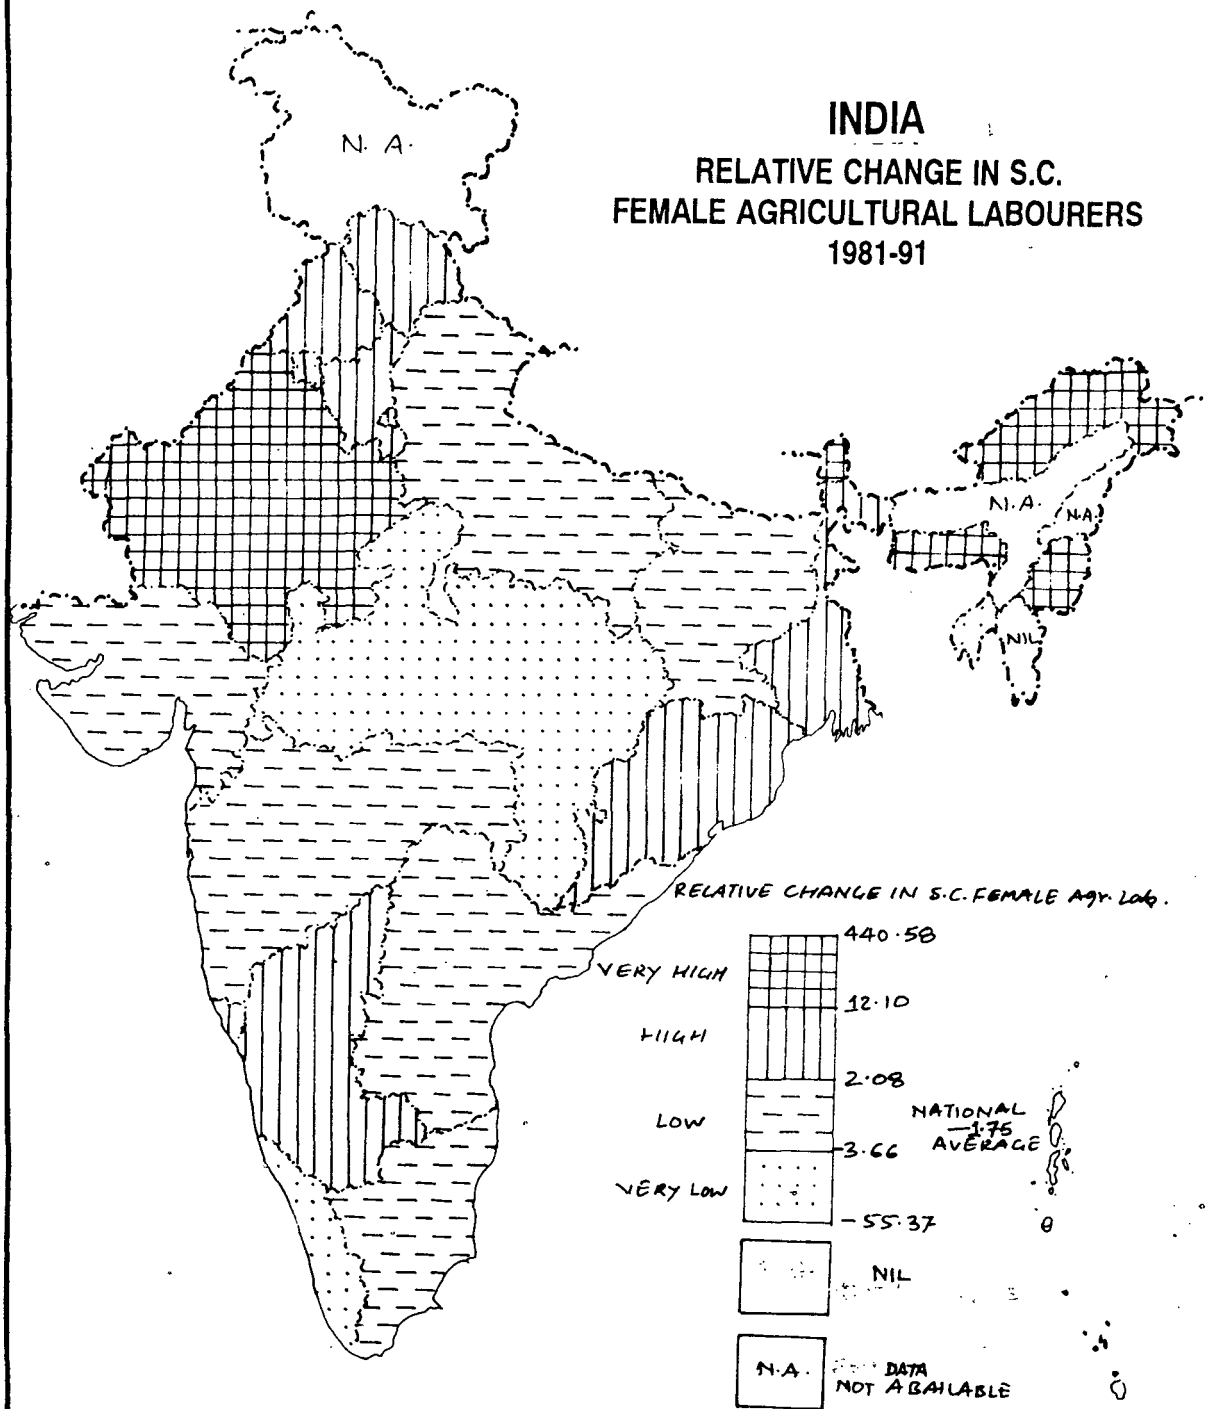 INDIA
RELATIVE CHANGE IN S.C.
FEMALE AGRICULTURAL LABOURERS
1981-91
N. A.
N.A.
N.A.
NIL
RELATIVE CHANGE IN S.C. FEMALE Agr. Lab.
VERY HIGH
HIGH
LOW
VERY LOW
440.58
12.10
2.08
-3.66
-55.37
NATIONAL
-1.75
AVERAGE
NIL
N.A.
DATA
NOT ABAILABLE